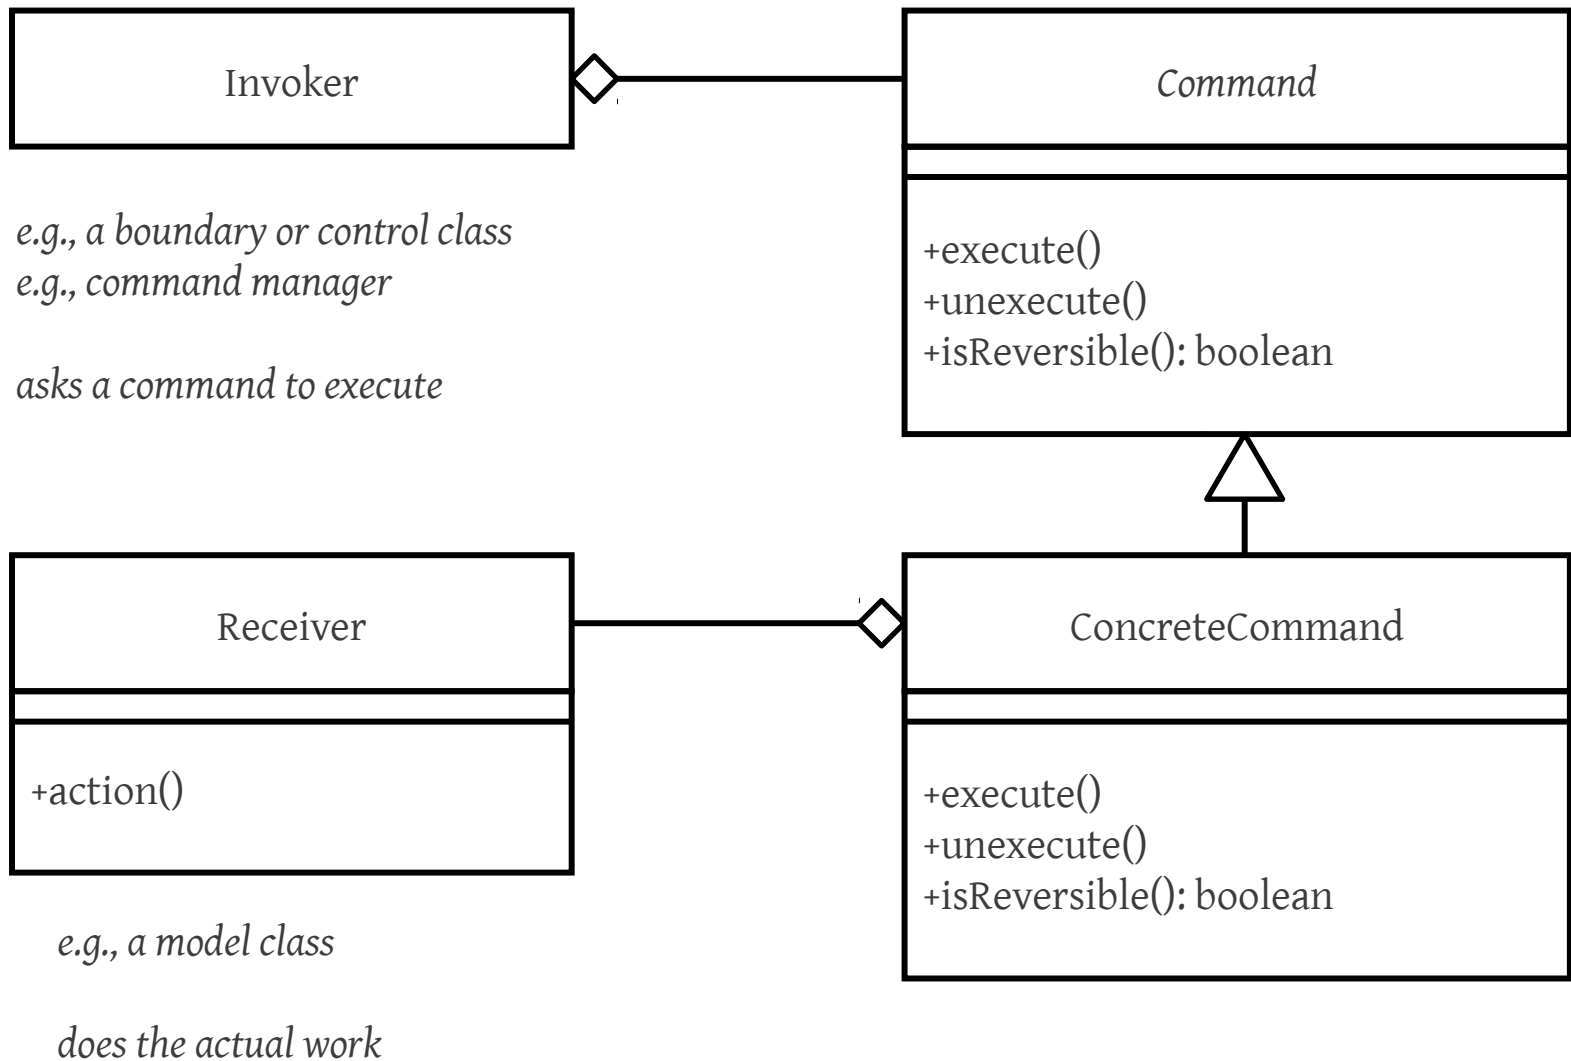 Invoker
e.g., a boundary or control class
e.g., command manager
asks a command to execute
Command
+execute()
+unexecute()
+isReversible(): boolean
Receiver
+action()
e.g., a model class
does the actual work
ConcreteCommand
+execute()
+unexecute()
+isReversible(): boolean